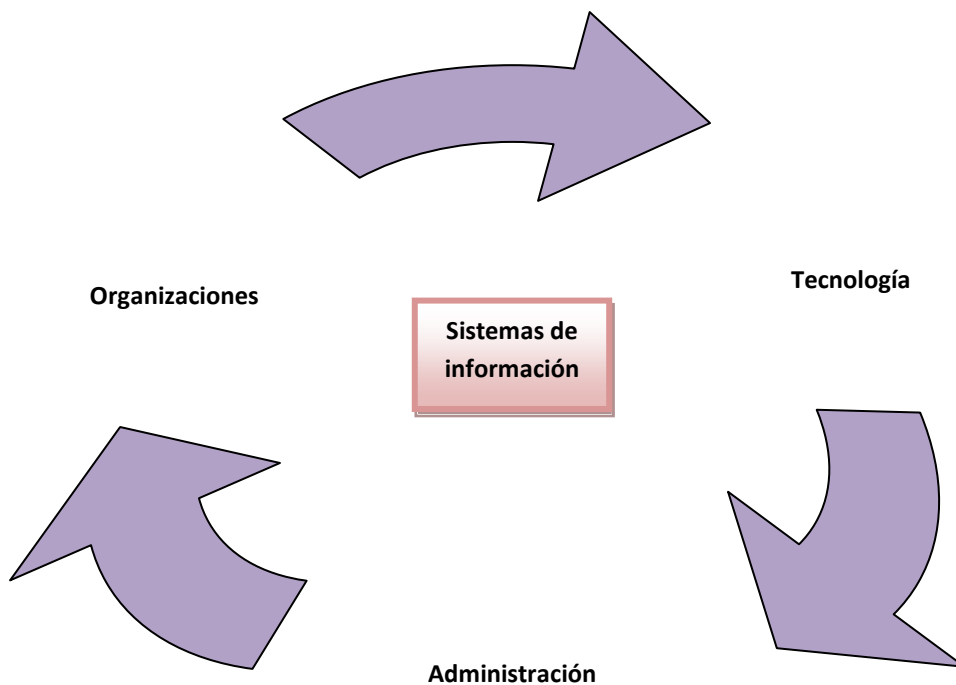 Organizaciones
Tecnología
Sistemas de
información
Administración